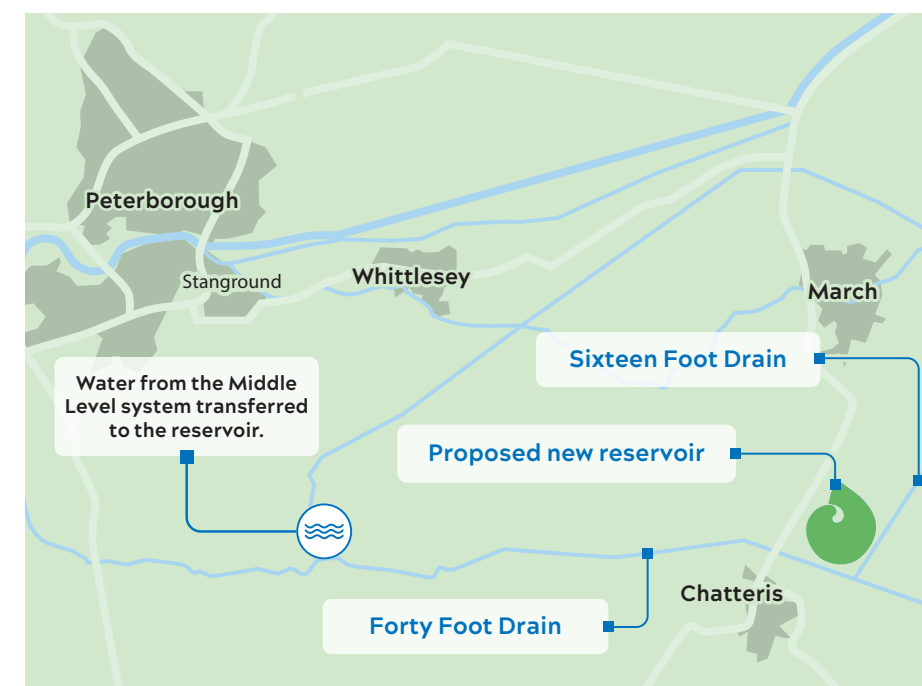 Peterborough
Stanground
Whittlesey
March
Sixteen Foot Drain
Water from the Middle
Level system transferred
to the reservoir.
Proposed new reservoir
Chatteris
Forty Foot Drain